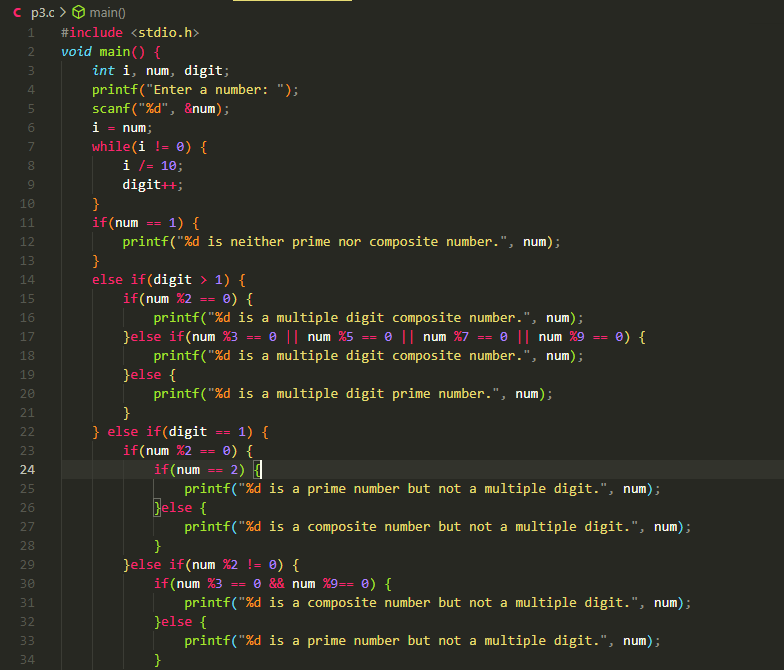 C p3.c > main()
1 #include <stdio.h>
2 void main() {
3     int i, num, digit;
4     printf("Enter a number: ");
5     scanf("%d", &num);
6     i = num;
7     while(i != 0) {
8         i /= 10;
9         digit++;
10     }
11     if(num == 1) {
12         printf("%d is neither prime nor composite number.", num);
13     }
14     else if(digit > 1) {
15         if(num %2 == 0) {
16             printf("%d is a multiple digit composite number.", num);
17         }else if(num %3 == 0 || num %5 == 0 || num %7 == 0 || num %9 == 0) {
18             printf("%d is a multiple digit composite number.", num);
19         }else {
20             printf("%d is a multiple digit prime number.", num);
21         }
22     } else if(digit == 1) {
23         if(num %2 == 0) {
24             if(num == 2) {
25                 printf("%d is a prime number but not a multiple digit.", num);
26             }else {
27                 printf("%d is a composite number but not a multiple digit.", num);
28             }
29         }else if(num %2 != 0) {
30             if(num %3 == 0 && num %9== 0) {
31                 printf("%d is a composite number but not a multiple digit.", num);
32             }else {
33                 printf("%d is a prime number but not a multiple digit.", num);
34             }